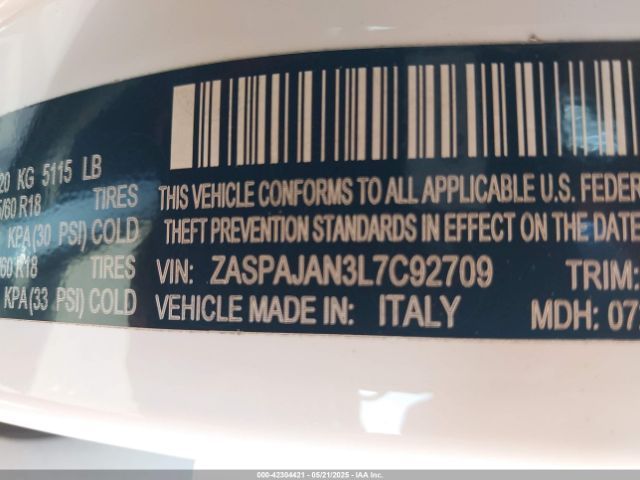 20 KG 5115 LB
/60 R18 TIRES
KPA(30 PSI) COLD
/60 R18 TIRES
KPA(33 PSI) COLD
THIS VEHICLE CONFORMS TO ALL APPLICABLE U.S. FEDER
THEFT PREVENTION STANDARDS IN EFFECT ON THE DATE
VIN: ZASPAJAN3L7C92709 TRIM.
VEHICLE MADE IN: ITALY MDH: 07
000-42304421 - 05/21/2025 - IAA Inc.